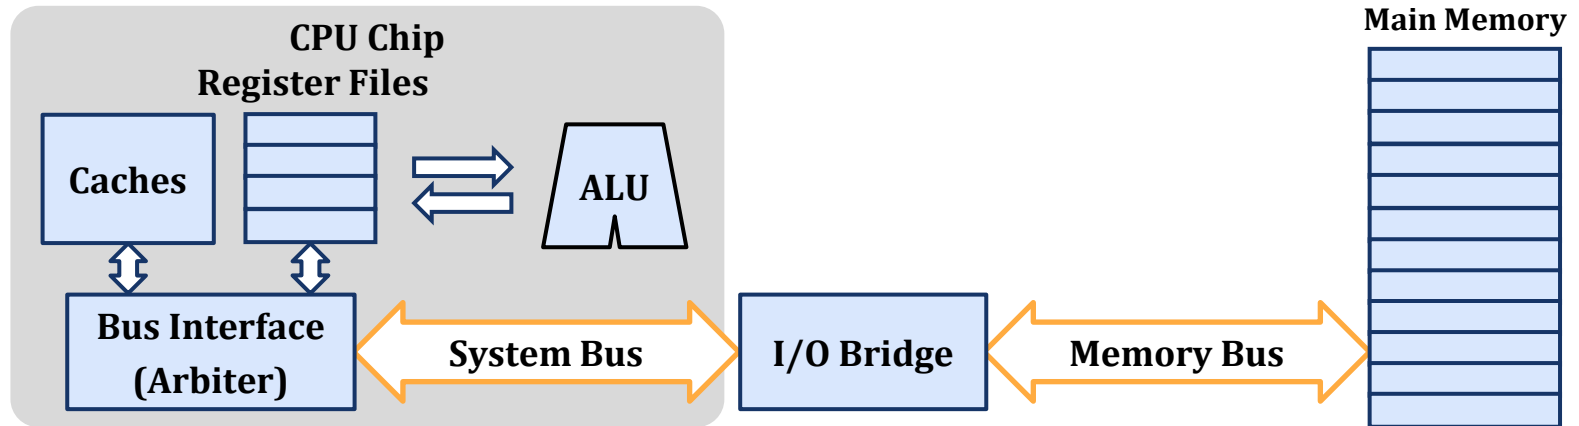 Main Memory
CPU Chip
Register Files
Caches
ALU
Bus Interface
(Arbiter)
System Bus
I/O Bridge
Memory Bus